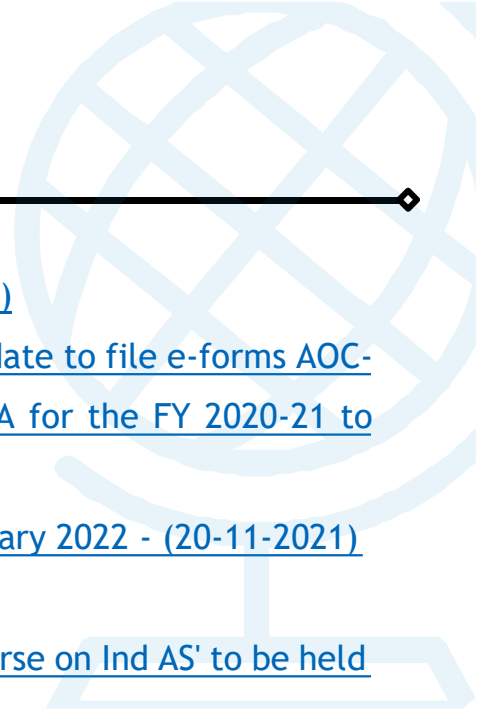 )
late to file e-forms AOC-
A for the FY 2020-21 to
ary 2022 - (20-11-2021)
rse on Ind AS' to be held